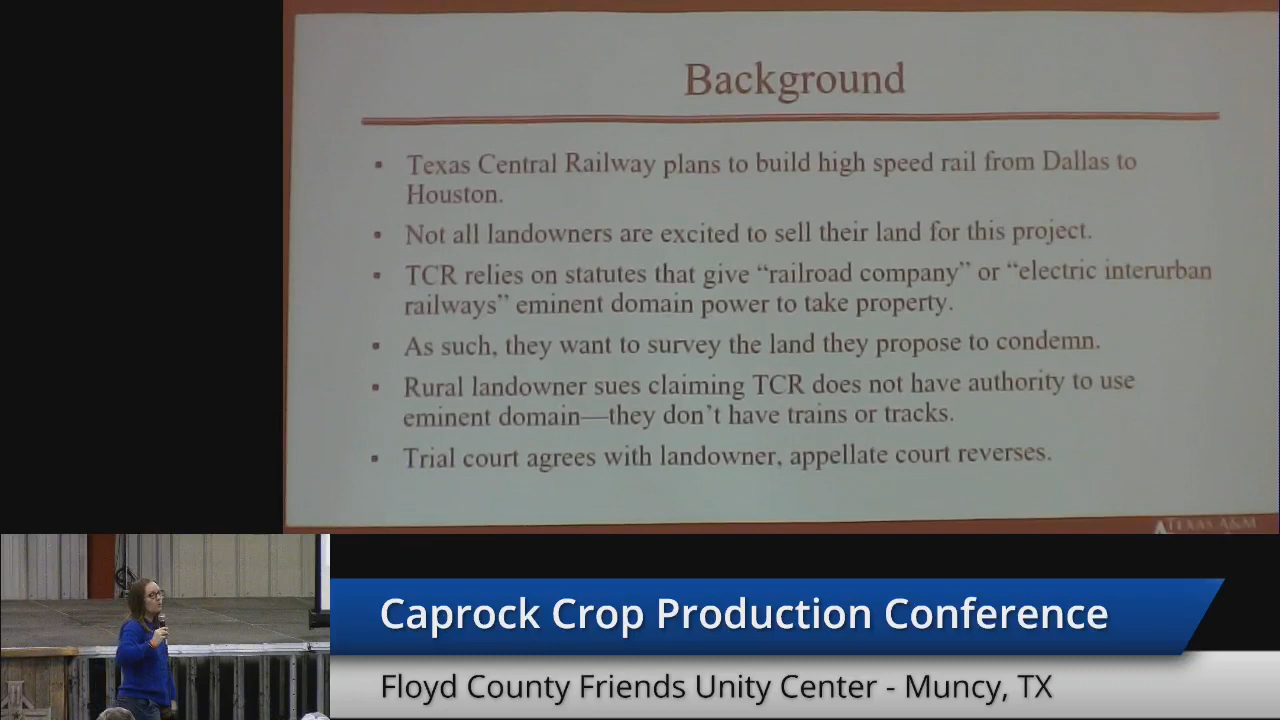 Background
▪ Texas Central Railway plans to build high speed rail from Dallas to
Houston.
▪ Not all landowners are excited to sell their land for this project.
▪ TCR relies on statutes that give “railroad company” or “electric interurban
railways” eminent domain power to take property.
▪ As such, they want to survey the land they propose to condemn.
▪ Rural landowner sues claiming TCR does not have authority to use
eminent domain—they don’t have trains or tracks.
▪ Trial court agrees with landowner, appellate court reverses.
TEXAS A&M
Caprock Crop Production Conference
Floyd County Friends Unity Center - Muncy, TX